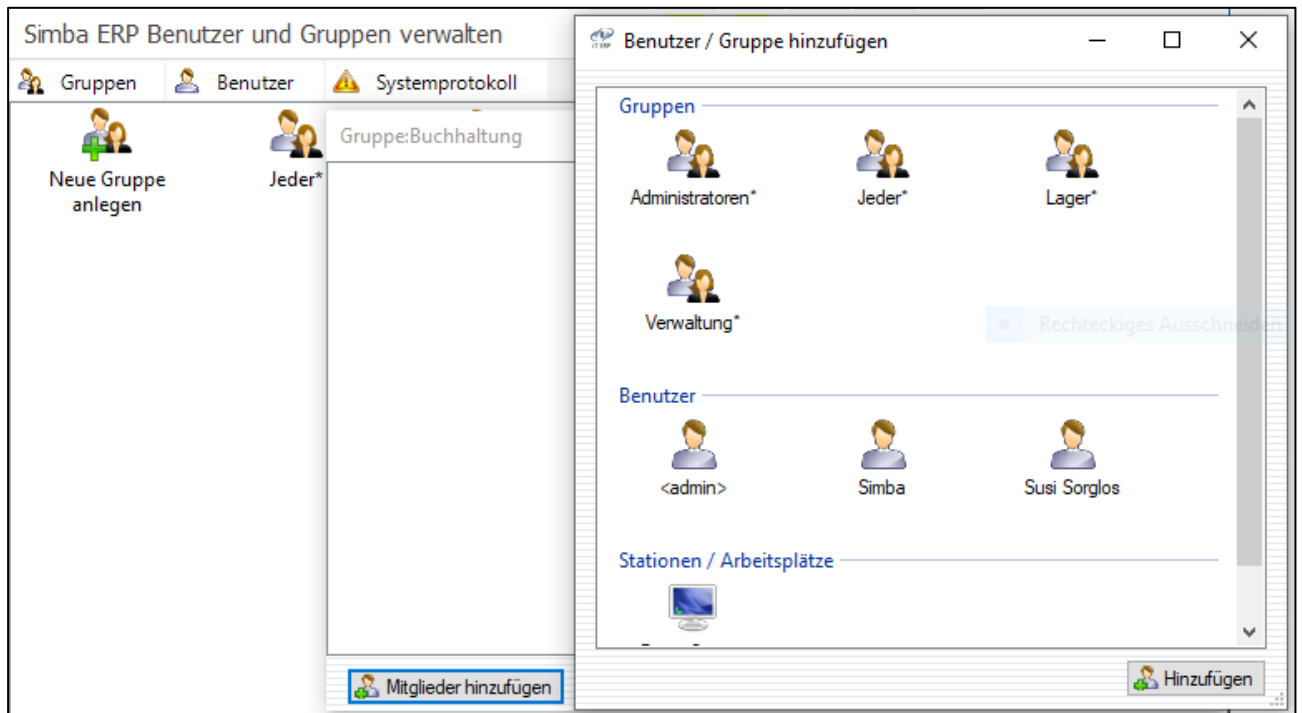 Simba ERP Benutzer und Gruppen verwalten
Gruppen Benutzer Systemprotokoll
Neue Gruppe
anlegen
Jeder*
Gruppe:Buchhaltung
Mitglieder hinzufügen
Benutzer / Gruppe hinzufügen
Gruppen
Administratoren* Jeder* Lager*
Verwaltung*
Rechteckiges Ausschneiden
Benutzer
<admin> Simba Susi Sorglos
Stationen / Arbeitsplätze
Hinzufügen